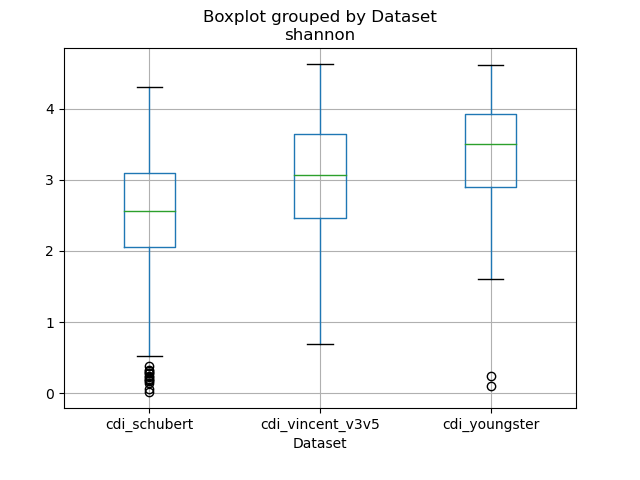 Boxplot grouped by Dataset
shannon
4
3
2
1
0
cdi_schubert
cdi_vincent_v3v5
cdi_youngster
Dataset